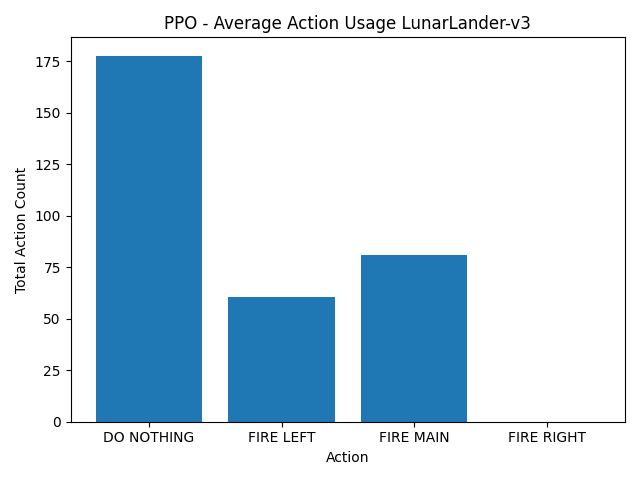 PPO - Average Action Usage LunarLander-v3
175
150
125
100
75
50
25
0
Total Action Count
DO NOTHING
FIRE LEFT
FIRE MAIN
FIRE RIGHT
Action